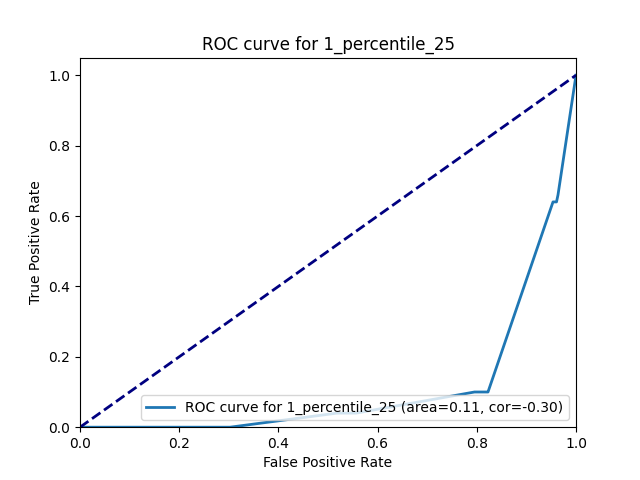 ROC curve for 1_percentile_25
True Positive Rate
1.0
0.8
0.6
0.4
0.2
0.0
ROC curve for 1_percentile_25 (area=0.11, cor=-0.30)
0.0 0.2 0.4 0.6 0.8 1.0
False Positive Rate